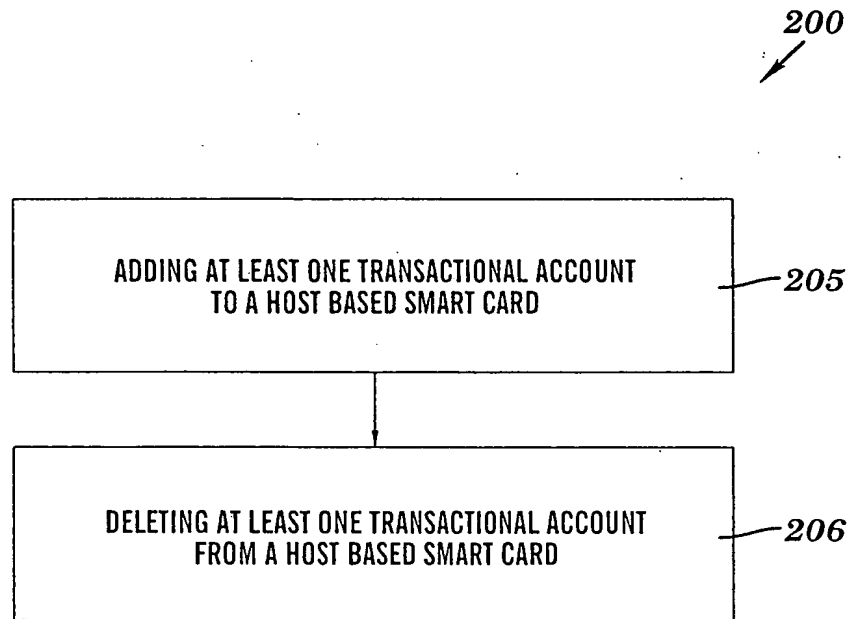 200
ADDING AT LEAST ONE TRANSACTIONAL ACCOUNT
TO A HOST BASED SMART CARD
205
DELETING AT LEAST ONE TRANSACTIONAL ACCOUNT
FROM A HOST BASED SMART CARD
206